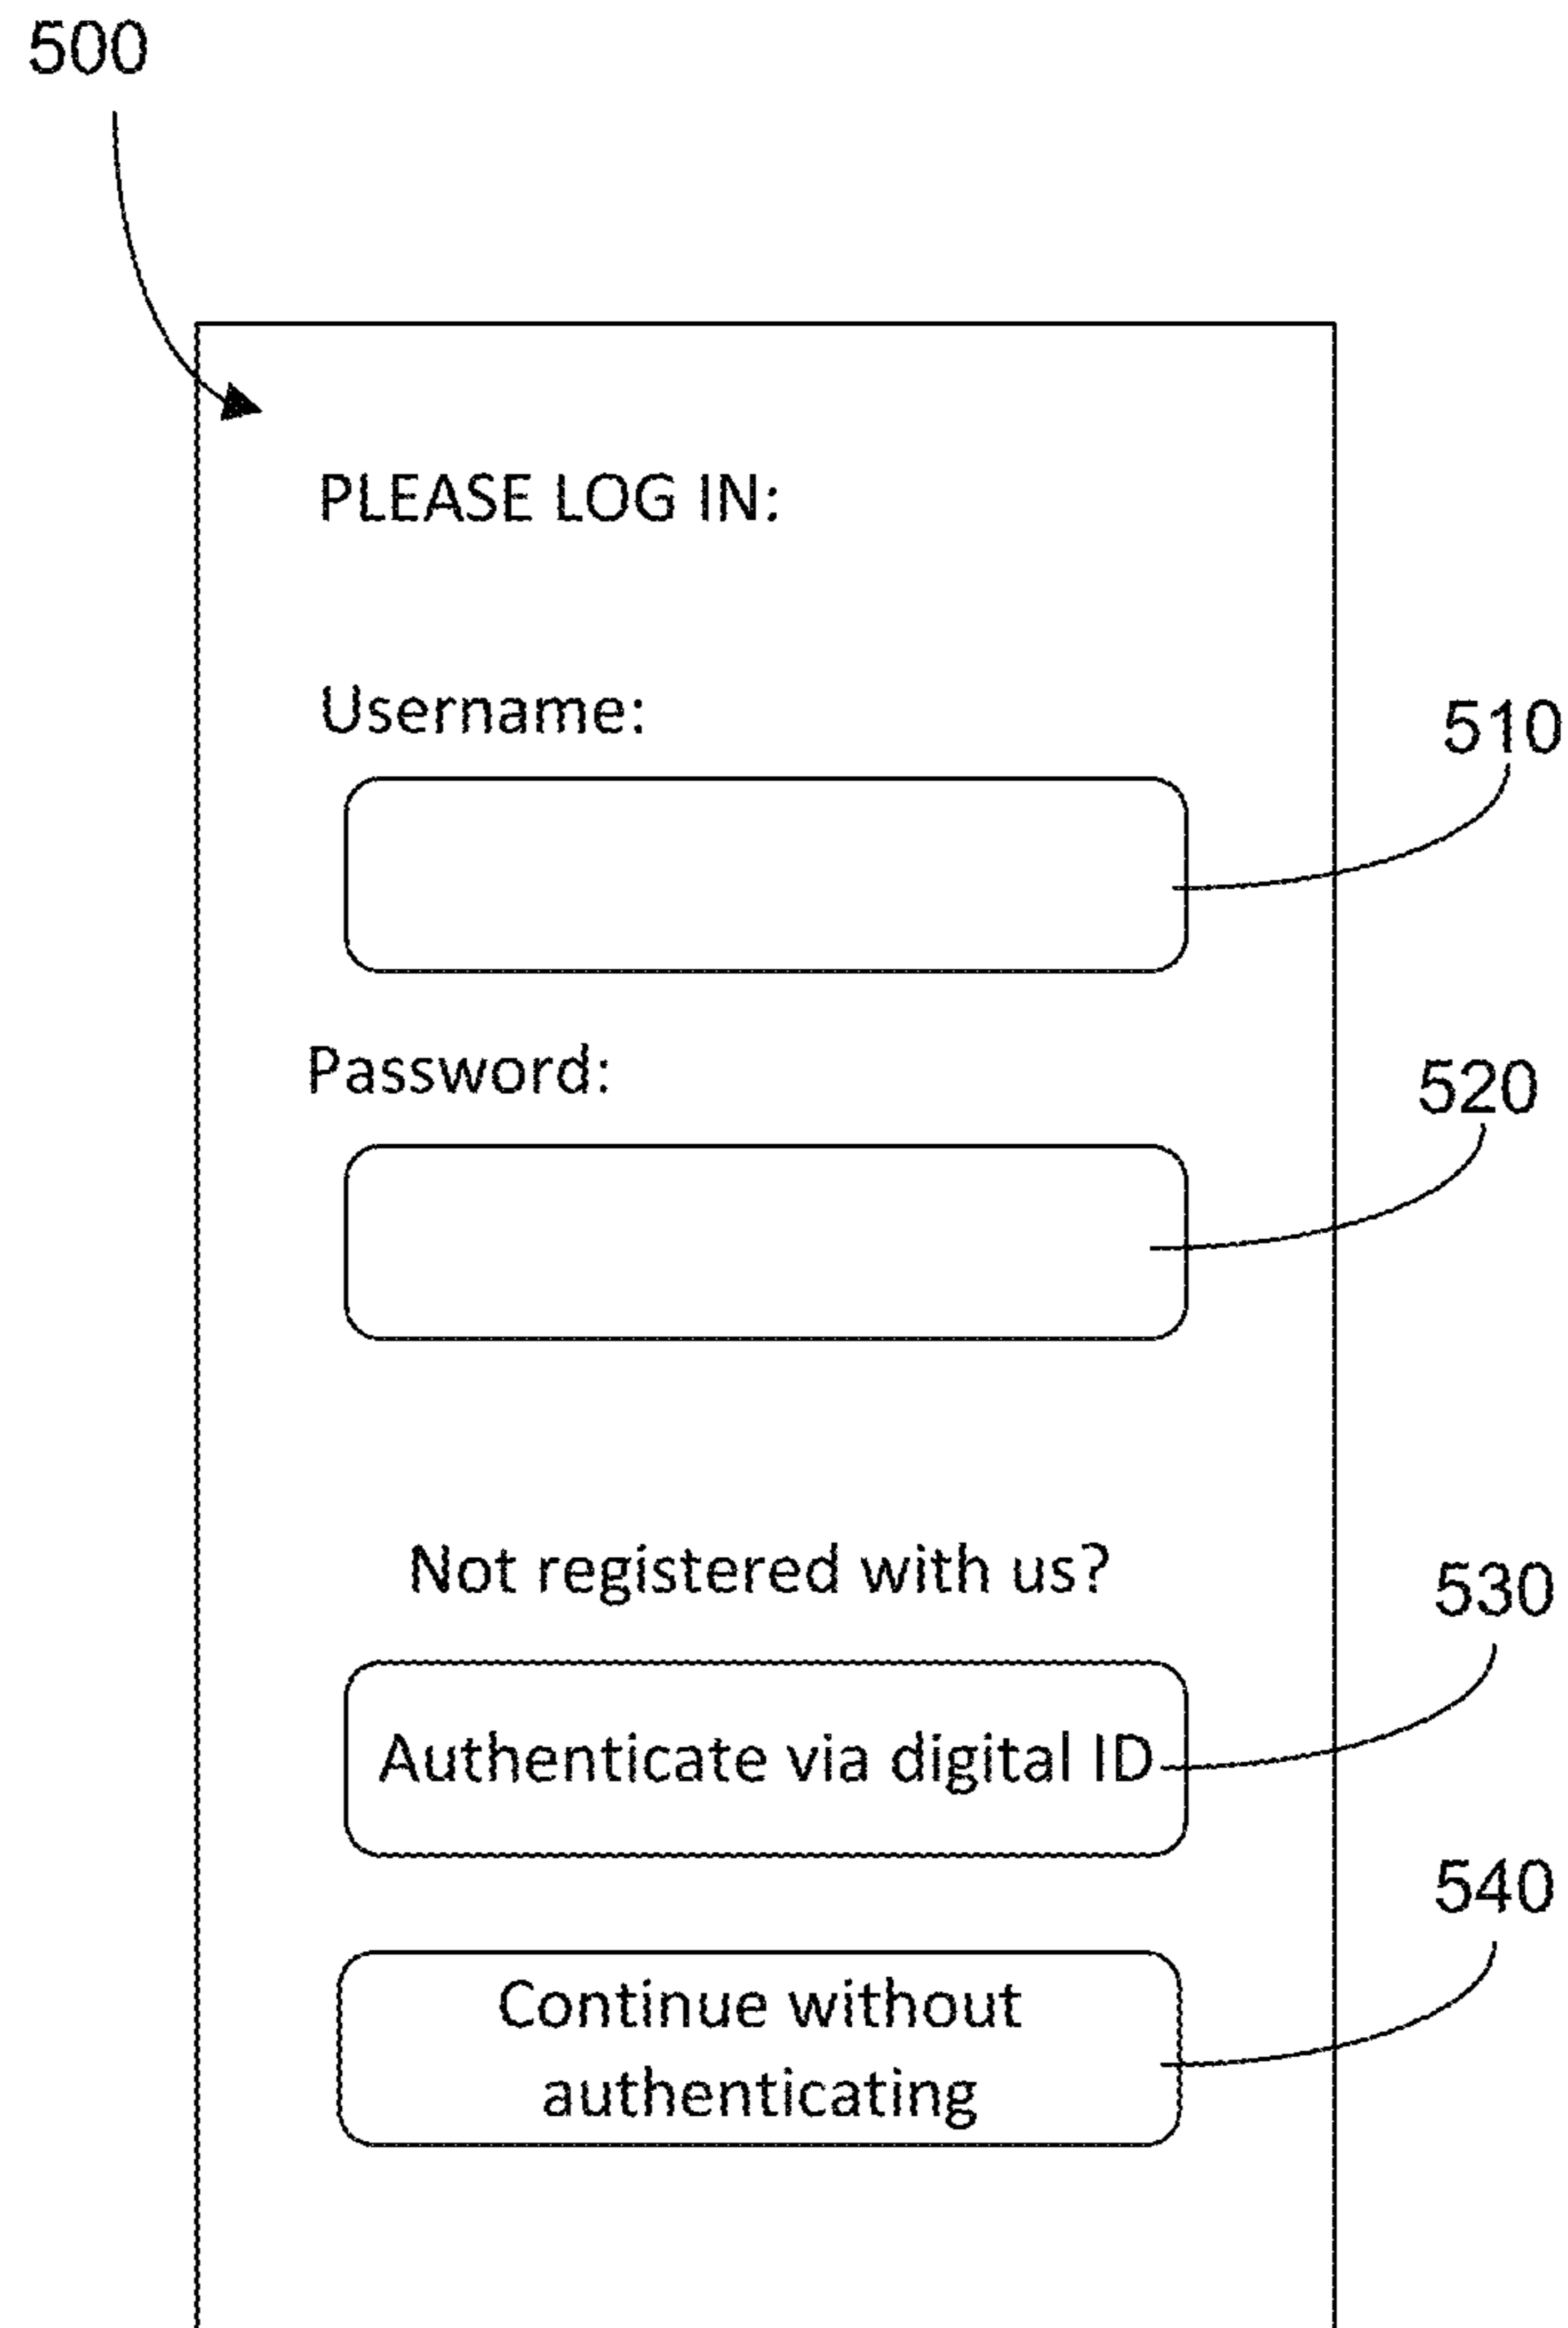 500
PLEASE LOG IN:
Username:
510
Password:
520
Not registered with us?
530
Authenticate via digital ID
540
Continue without
authenticating